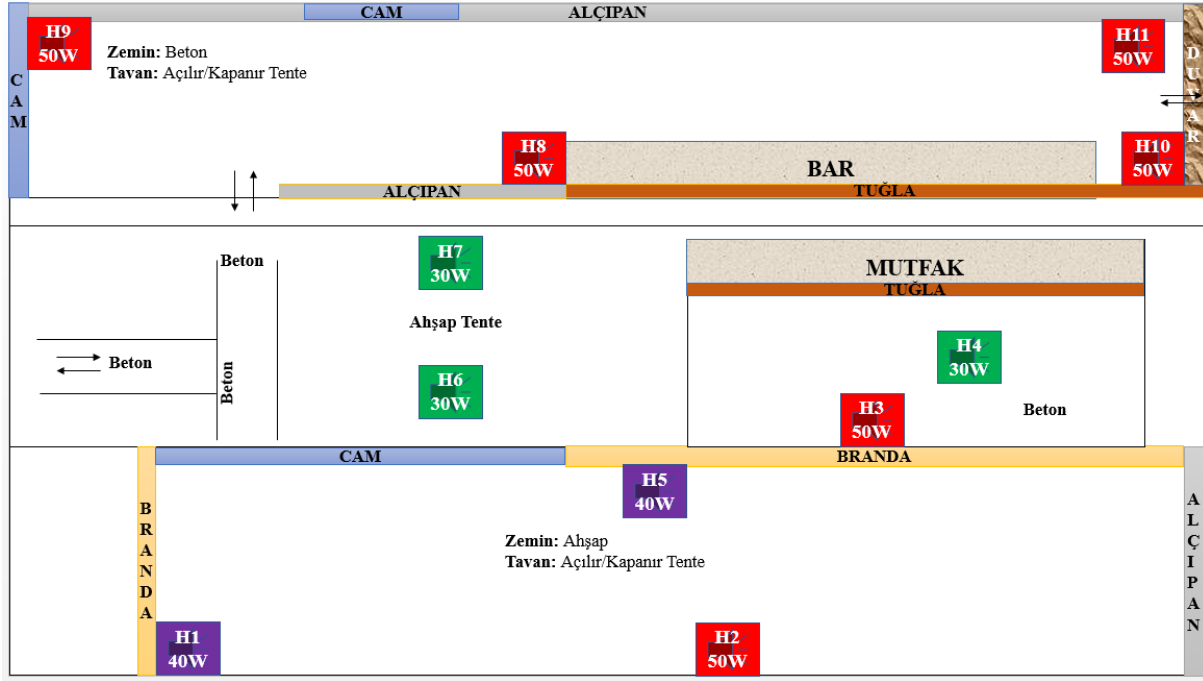 CAM
ALÇIPAN
H9
50W
H11
50W
Zemin: Beton
Tavan: Açılır/Kapanır Tente
CAM
DUVAR
H8
50W
BAR
H10
50W
ALÇIPAN
TUĞLA
H7
30W
Beton
MUTFAK
TUĞLA
Ahşap Tente
H4
30W
Beton
Beton
H6
30W
H3
50W
Beton
CAM
BRANDA
H5
40W
BRANDA
ALÇIPAN
Zemin: Ahşap
Tavan: Açılır/Kapanır Tente
H1
40W
H2
50W